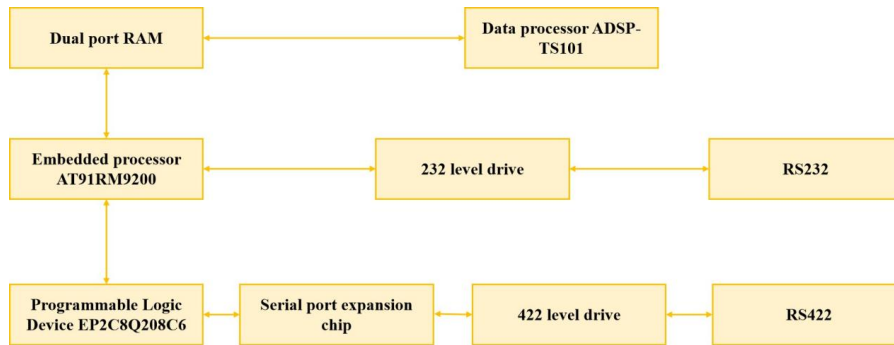 Dual port RAM
Data processor ADSP-
TS101
Embedded processor
AT91RM9200
232 level drive
RS232
Programmable Logic
Device EP2C8Q208C6
Serial port expansion
chip
422 level drive
RS422